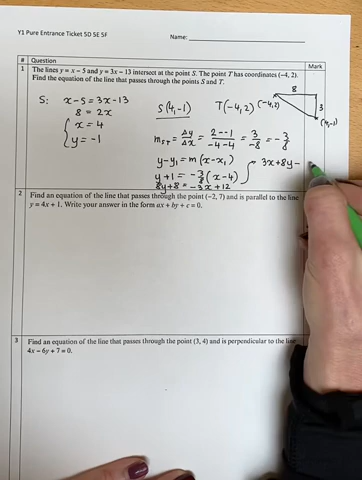 Y1 Pure Entrance Ticket 5D 5E 5F
Name:
# Question
Mark
1 The lines y = x − 5 and y = 3x − 13 intersect at the point S. The point T has coordinates (−4, 2).
Find the equation of the line that passes through the points S and T.
S: x-5=3x-13
8 = 2x
x = 4
y = -1
S(4,-1)
T(-4,2)
(-4,2)
8
3
(4,-1)
m_ST = Δy/Δx = 2--1/-4-4 = 3/-8 = -3/8
y-y₁ = m(x-x₁)
y+1 = -3/8(x-4)
8y+8 = -3x+12
3x+8y-
2 Find an equation of the line that passes through the point (−2, 7) and is parallel to the line
y = 4x + 1. Write your answer in the form ax + by + c = 0.
3 Find an equation of the line that passes through the point (3, 4) and is perpendicular to the line
4x − 6y + 7 = 0.